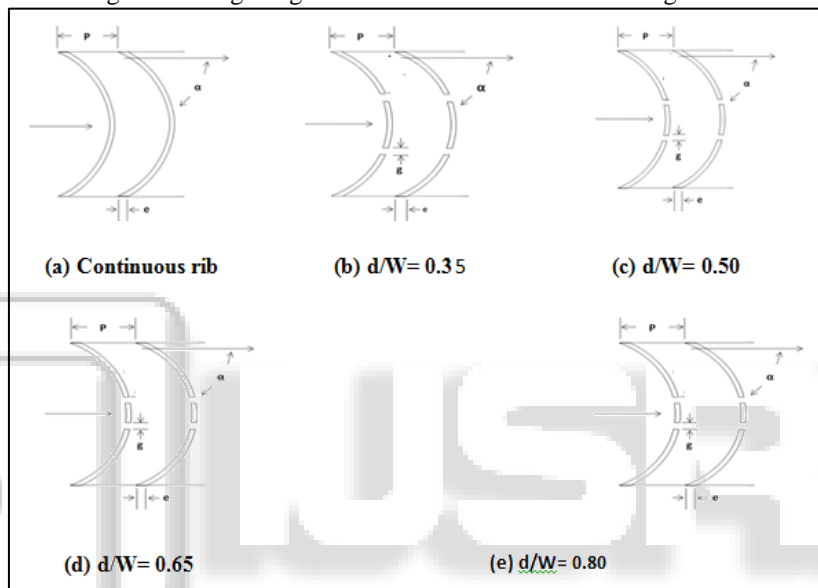 P
α
e
(a) Continuous rib
P
α
g
e
(b) d/W= 0.35
P
α
g
e
(c) d/W= 0.50
P
α
g
e
(d) d/W= 0.65
P
α
g
e
(e) d/W= 0.80